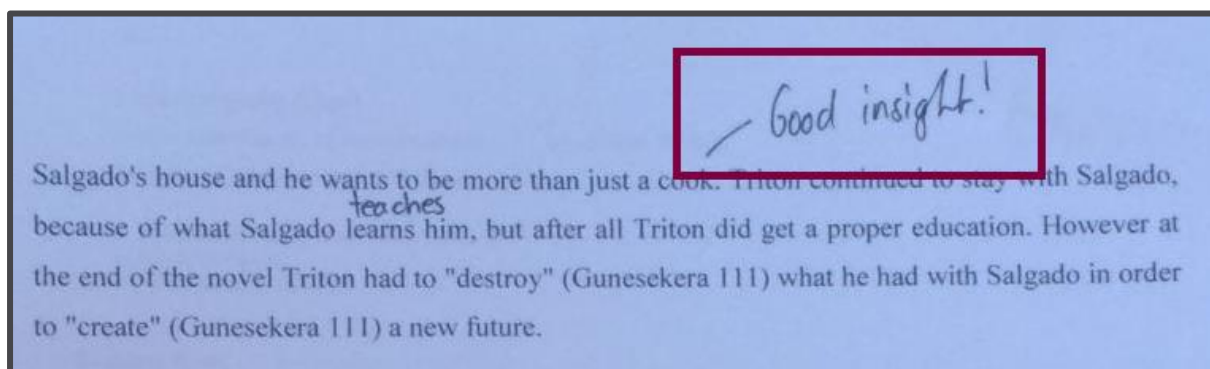 Good insight!
Salgado's house and he wants to be more than just a cook. Triton continued to stay with Salgado,
teaches
because of what Salgado learns him, but after all Triton did get a proper education. However at
the end of the novel Triton had to "destroy" (Gunesekera 111) what he had with Salgado in order
to "create" (Gunesekera 111) a new future.